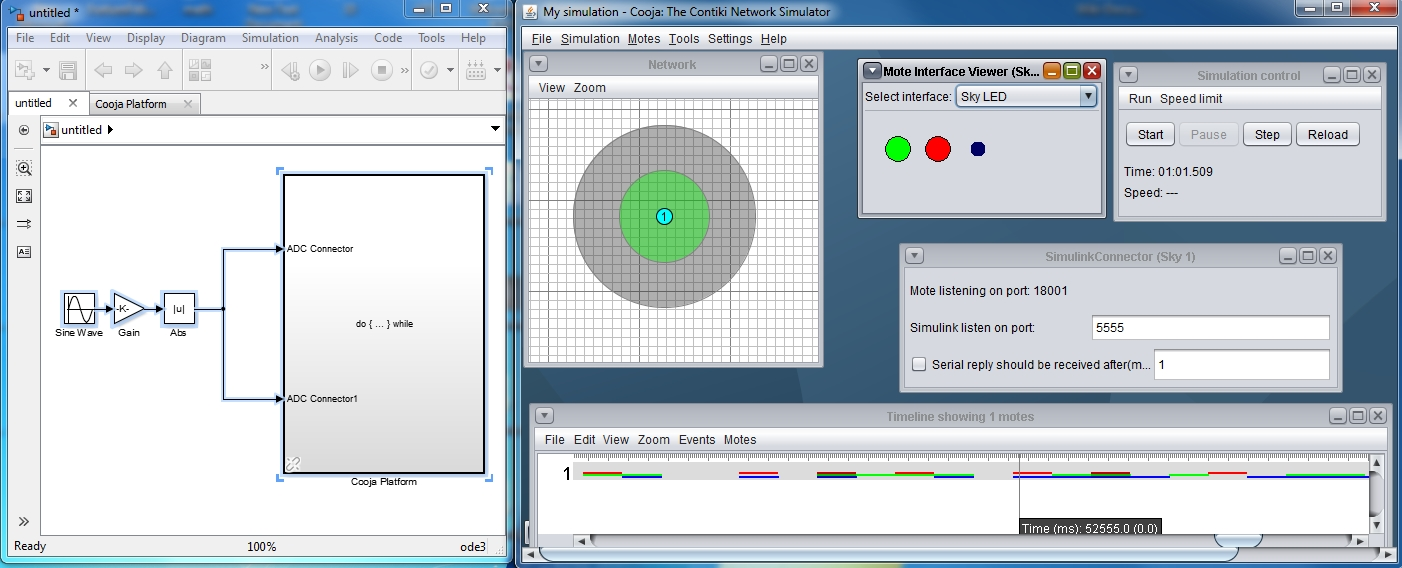 untitled *
File Edit View Display Diagram Simulation Analysis Code Tools Help
»
»
untitled
Cooja Platform
untitled
ADC Connector
do { ... } while
-K-
|u|
Sine Wave
Gain
Abs
ADC Connector1
Cooja Platform
»
Ready
100%
ode3
My simulation - Cooja: The Contiki Network Simulator
File Simulation Motes Tools Settings Help
Network
View Zoom
1
Mote Interface Viewer (Sk...
Select interface: Sky LED
Simulation control
Run Speed limit
Start Pause Step Reload
Time: 01:01.509
Speed: ---
SimulinkConnector (Sky 1)
Mote listening on port: 18001
Simulink listen on port: 5555
Serial reply should be received after(m... 1
Timeline showing 1 motes
File Edit View Zoom Events Motes
1
Time (ms): 52555.0 (0.0)